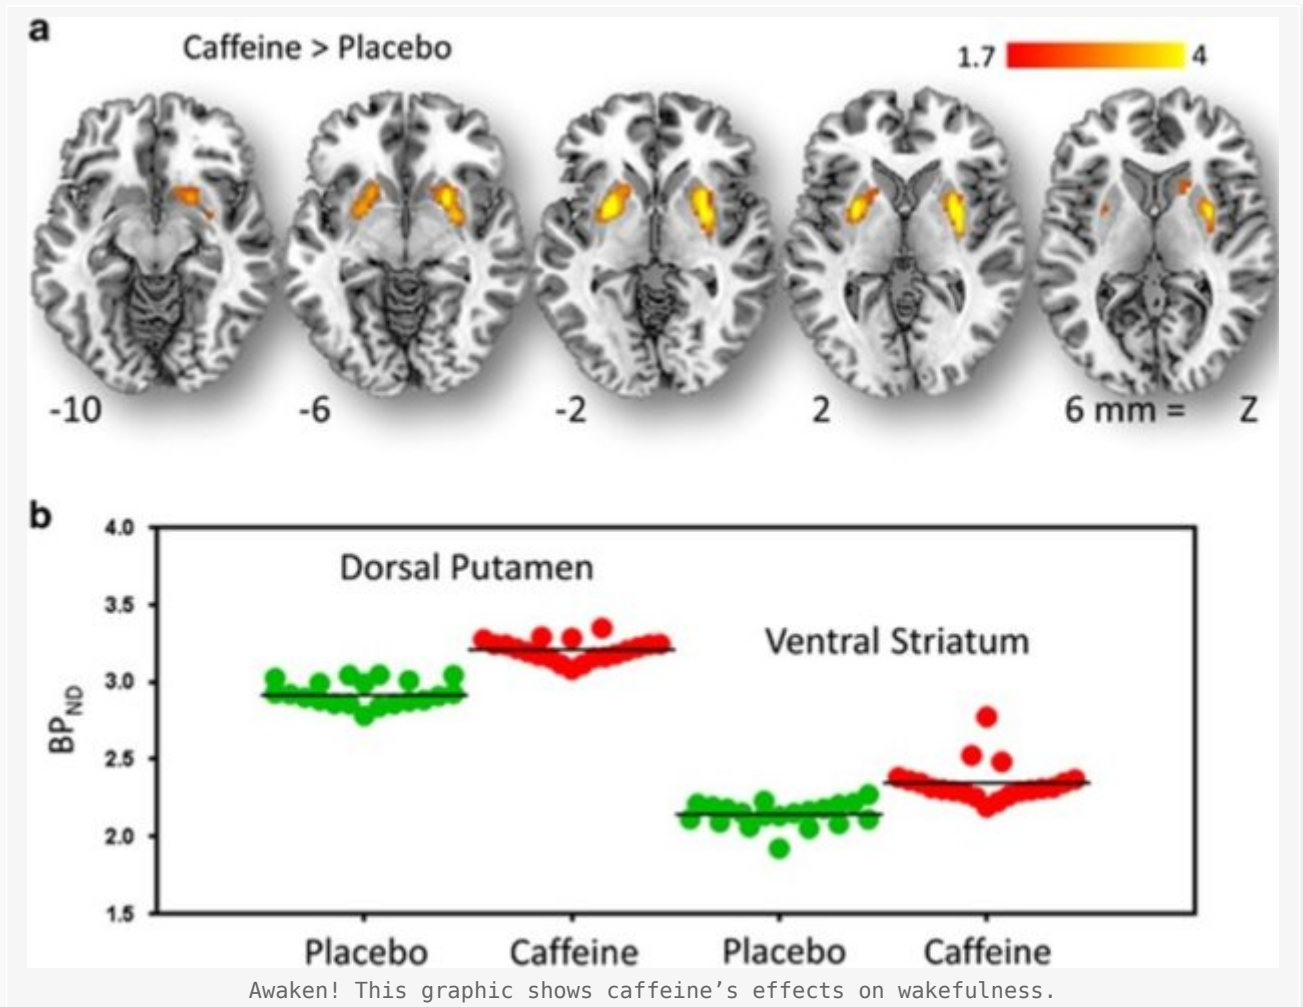 a
Caffeine > Placebo
1.7
4
-10
-6
-2
2
6 mm = Z
b
4.0
3.5
3.0
2.5
2.0
1.5
BPND
Dorsal Putamen
Ventral Striatum
Placebo
Caffeine
Placebo
Caffeine
Awaken! This graphic shows caffeine’s effects on wakefulness.